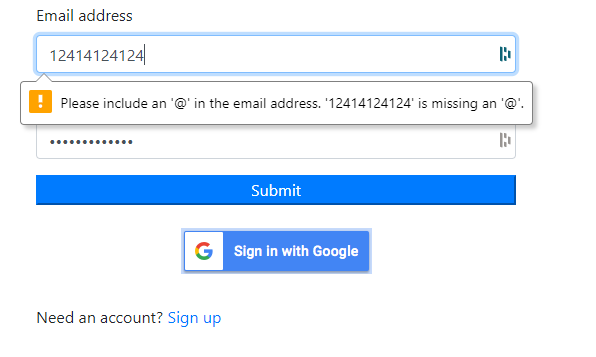 Email address
12414124124
Please include an '@' in the email address. '12414124124' is missing an '@'.
•••••••••••••
Submit
Sign in with Google
Need an account? Sign up